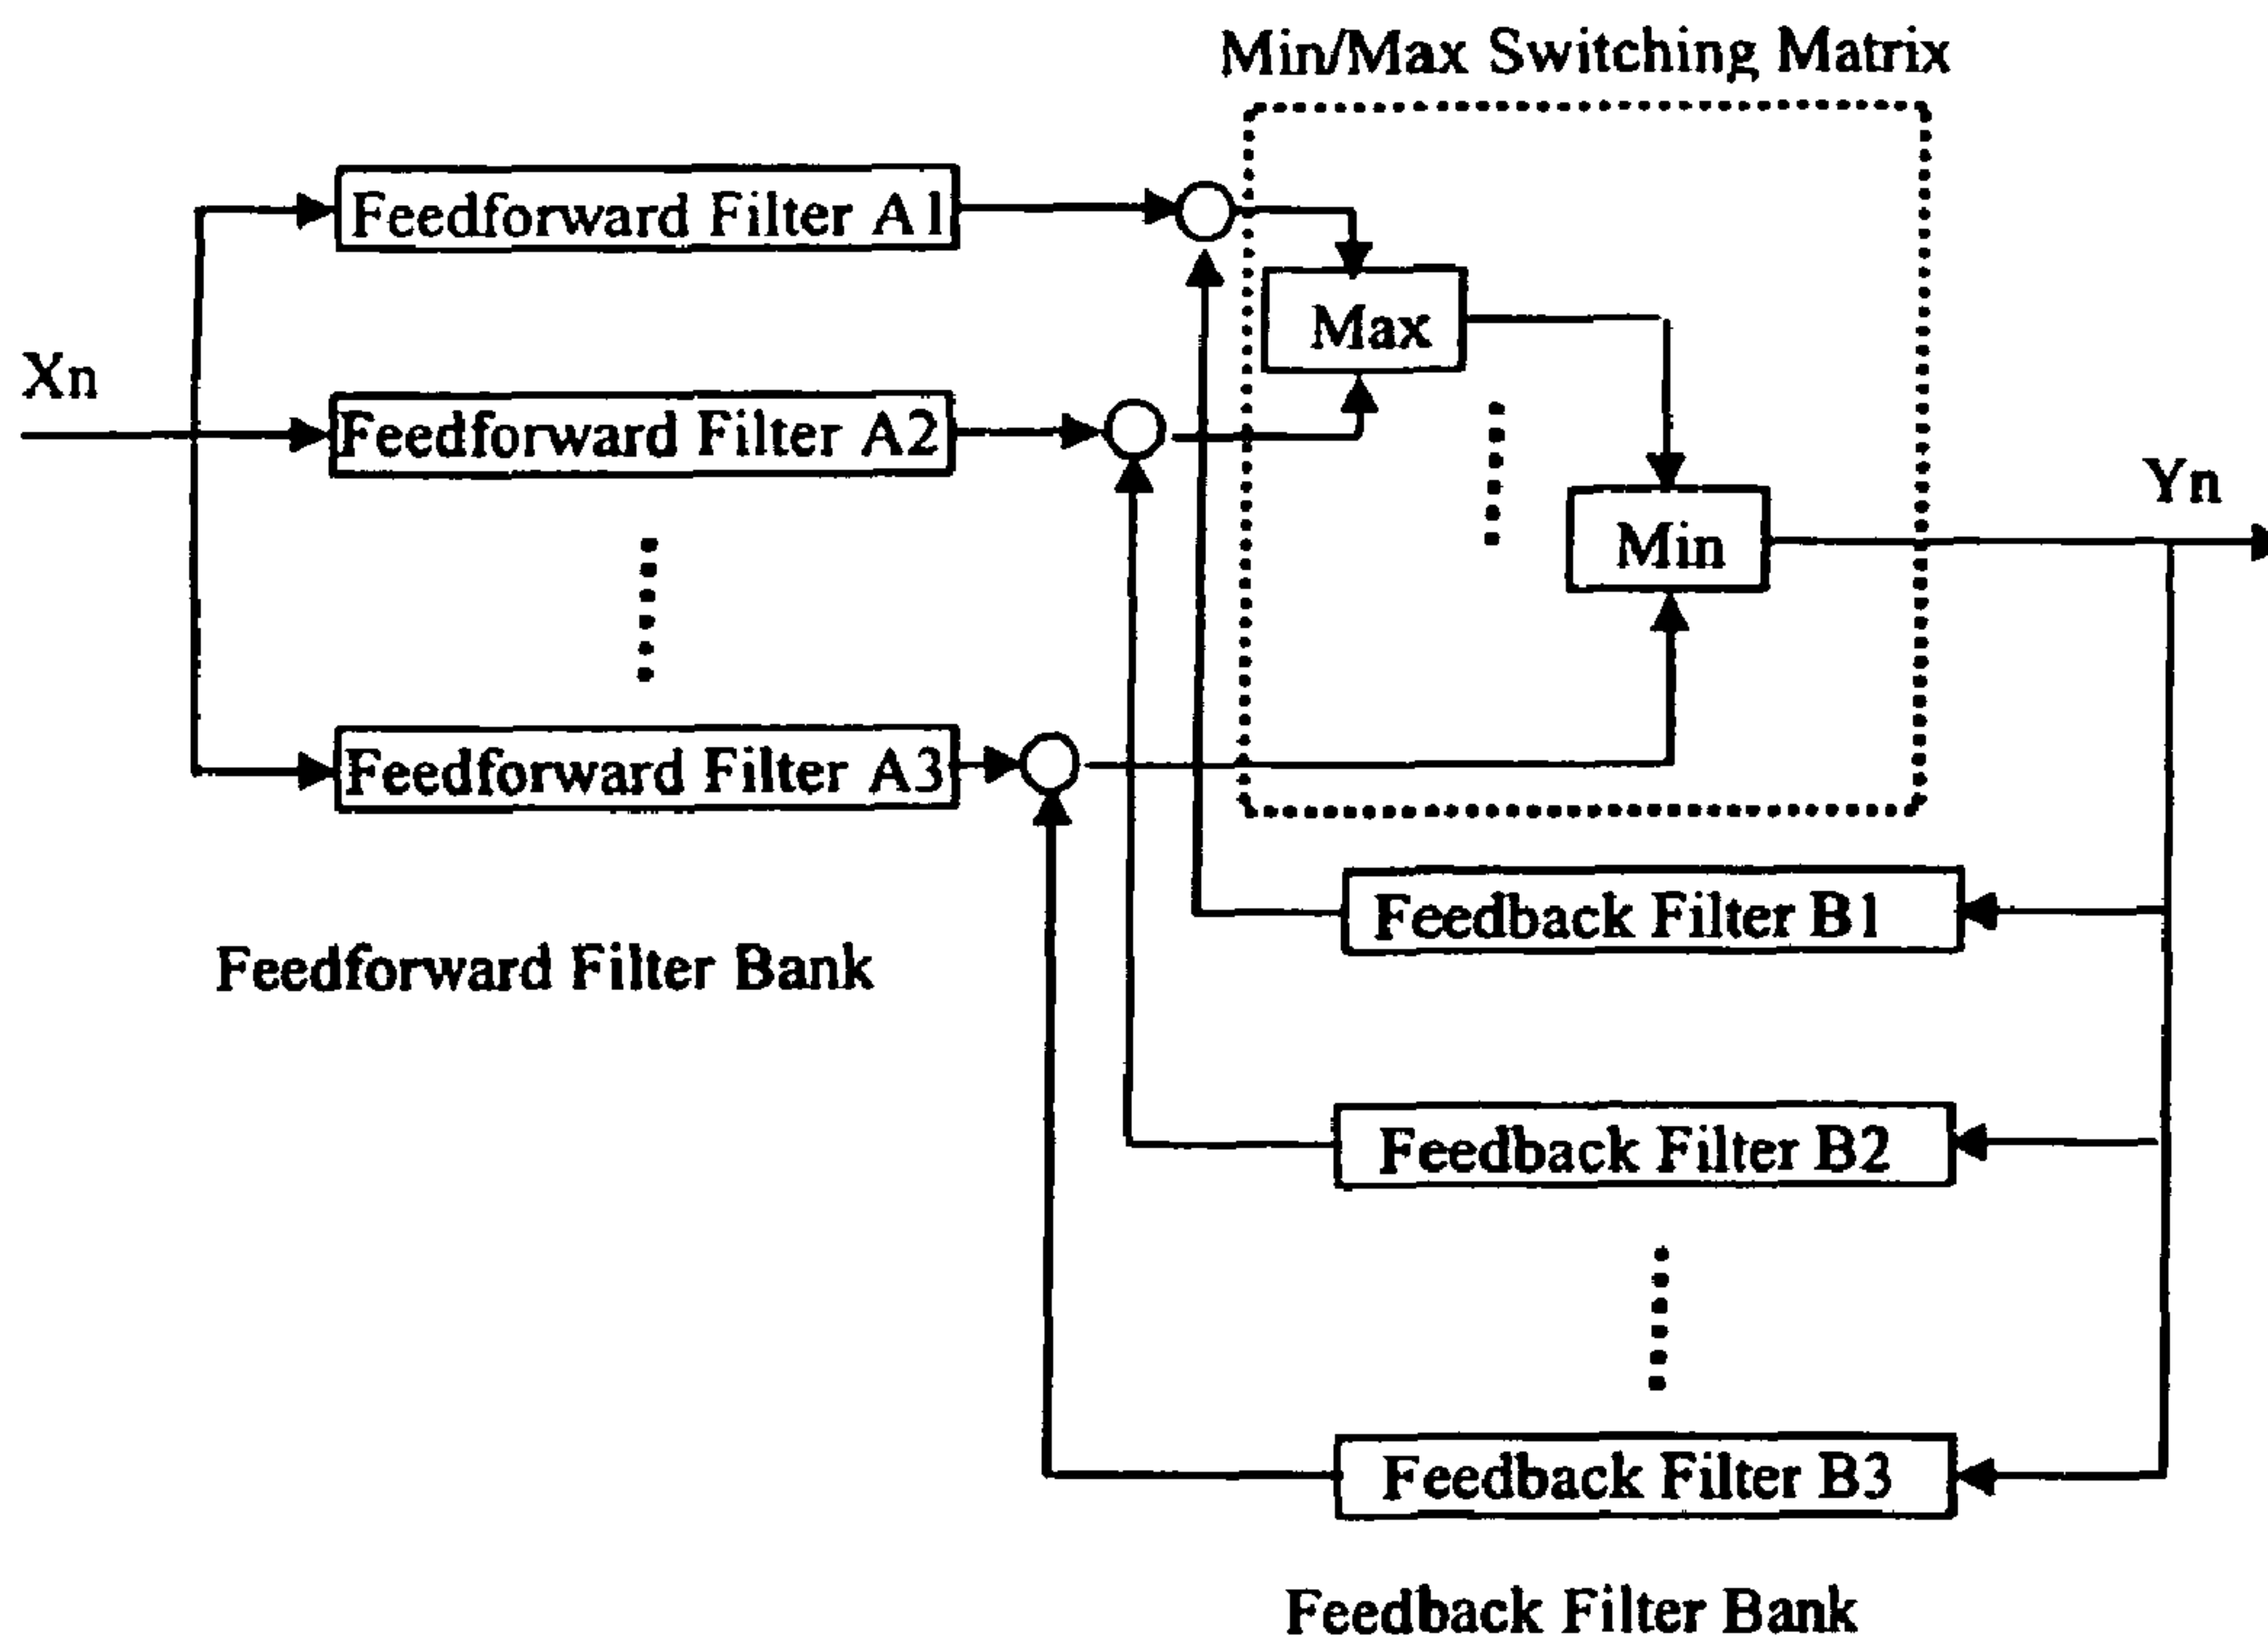 Min/Max Switching Matrix
Feedforward Filter A1
Max
Xn
Feedforward Filter A2
Yn
Min
Feedforward Filter A3
Feedback Filter B1
Feedforward Filter Bank
Feedback Filter B2
Feedback Filter B3
Feedback Filter Bank